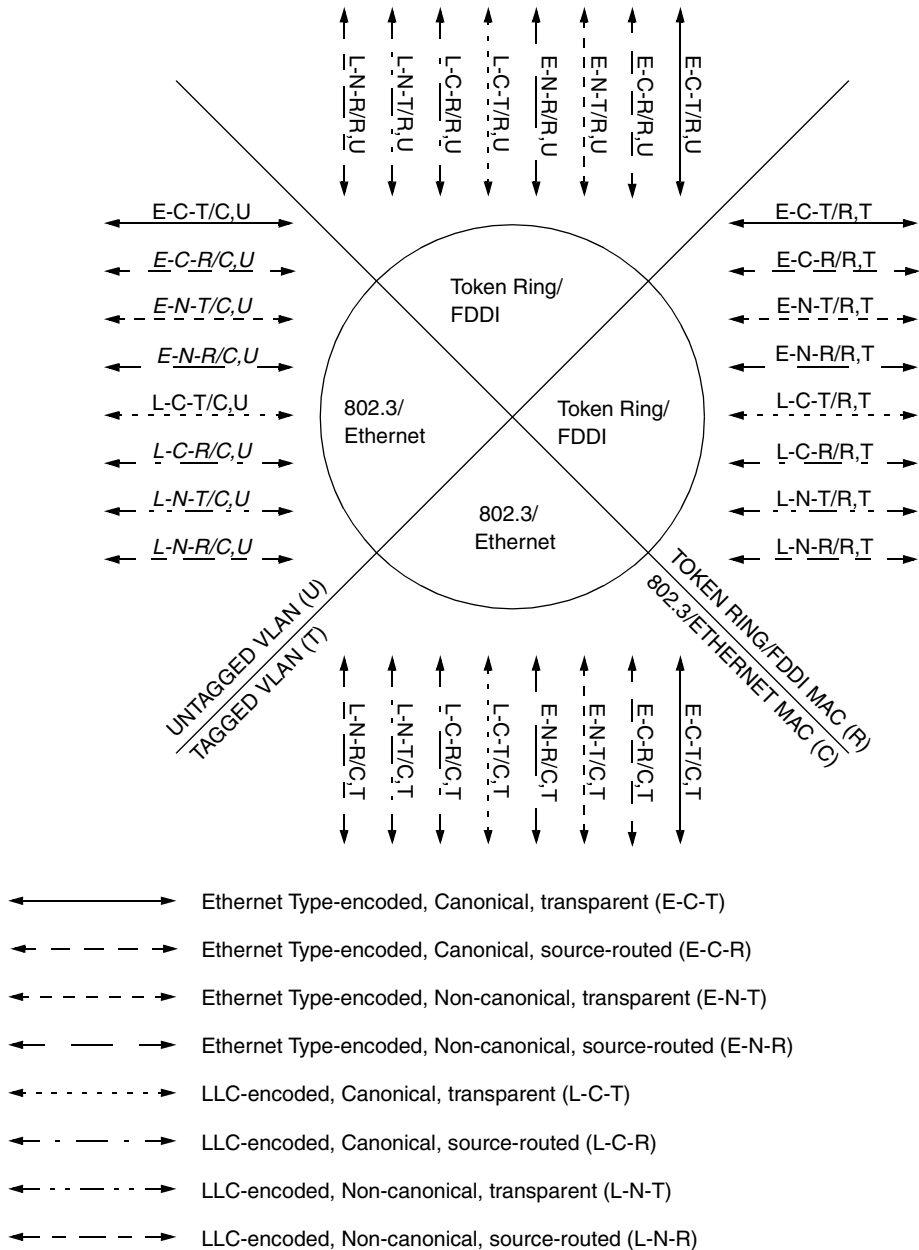 L-N-R/R,U
L-N-T/R,U
L-C-R/R,U
L-C-T/R,U
E-N-R/R,U
E-N-T/R,U
E-C-R/R,U
E-C-T/R,U
E-C-T/C,U
E-C-R/C,U
E-N-T/C,U
E-N-R/C,U
L-C-T/C,U
L-C-R/C,U
L-N-T/C,U
L-N-R/C,U
Token Ring/
FDDI
802.3/
Ethernet
Token Ring/
FDDI
802.3/
Ethernet
E-C-T/R,T
E-C-R/R,T
E-N-T/R,T
E-N-R/R,T
L-C-T/R,T
L-C-R/R,T
L-N-T/R,T
L-N-R/R,T
UNTAGGED VLAN (U)
TAGGED VLAN (T)
TOKEN RING/FDDI MAC (R)
802.3/ETHERNET MAC (C)
L-N-R/C,T
L-N-T/C,T
L-C-R/C,T
L-C-T/C,T
E-N-R/C,T
E-N-T/C,T
E-C-R/C,T
E-C-T/C,T
Ethernet Type-encoded, Canonical, transparent (E-C-T)
Ethernet Type-encoded, Canonical, source-routed (E-C-R)
Ethernet Type-encoded, Non-canonical, transparent (E-N-T)
Ethernet Type-encoded, Non-canonical, source-routed (E-N-R)
LLC-encoded, Canonical, transparent (L-C-T)
LLC-encoded, Canonical, source-routed (L-C-R)
LLC-encoded, Non-canonical, transparent (L-N-T)
LLC-encoded, Non-canonical, source-routed (L-N-R)